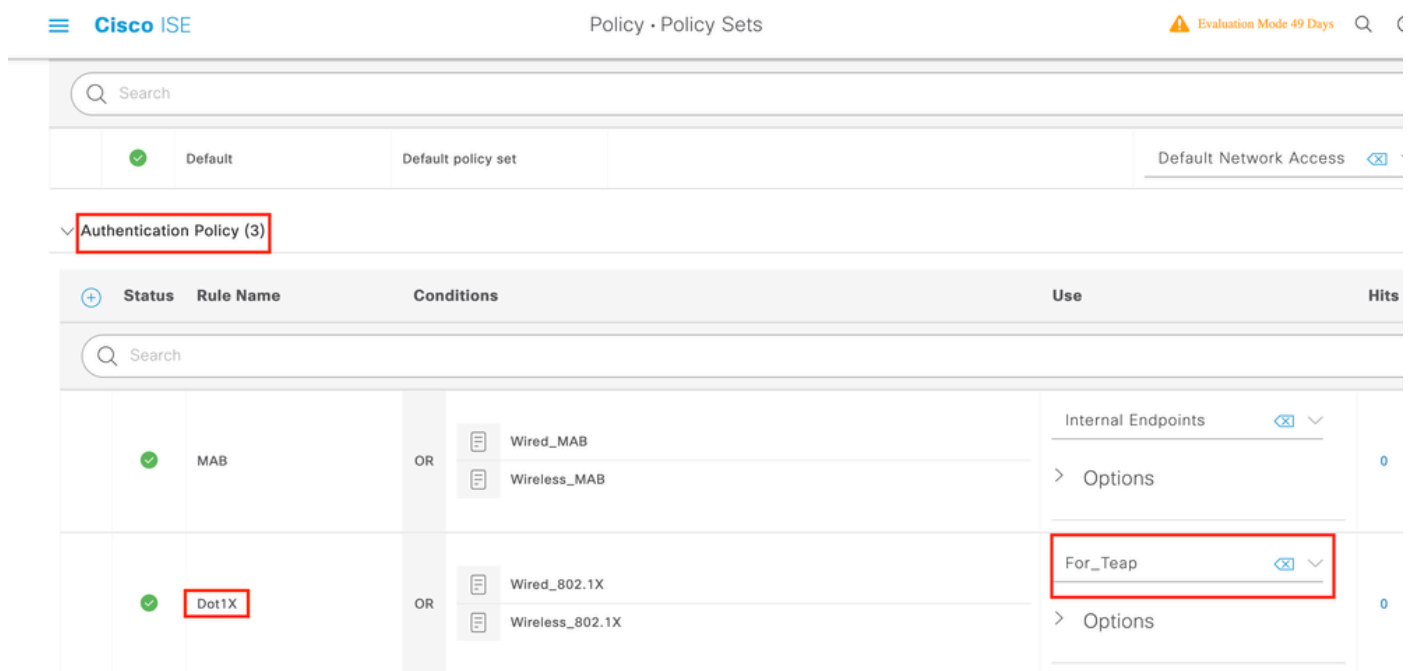 Cisco ISE
Policy · Policy Sets
Evaluation Mode 49 Days
Search
Default
Default policy set
Default Network Access
Authentication Policy (3)
Status Rule Name Conditions Use Hits
Search
MAB
OR
Wired_MAB
Wireless_MAB
Internal Endpoints
Options
0
Dot1X
OR
Wired_802.1X
Wireless_802.1X
For_Teap
Options
0